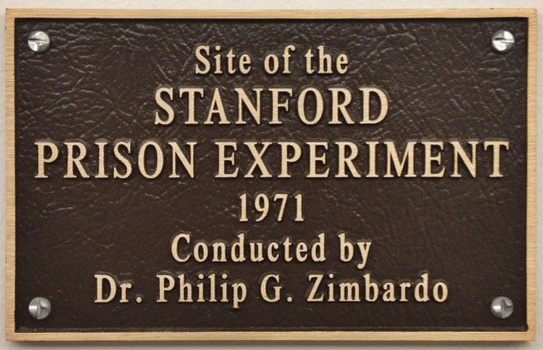 Site of the
STANFORD
PRISON EXPERIMENT
1971
Conducted by
Dr. Philip G. Zimbardo